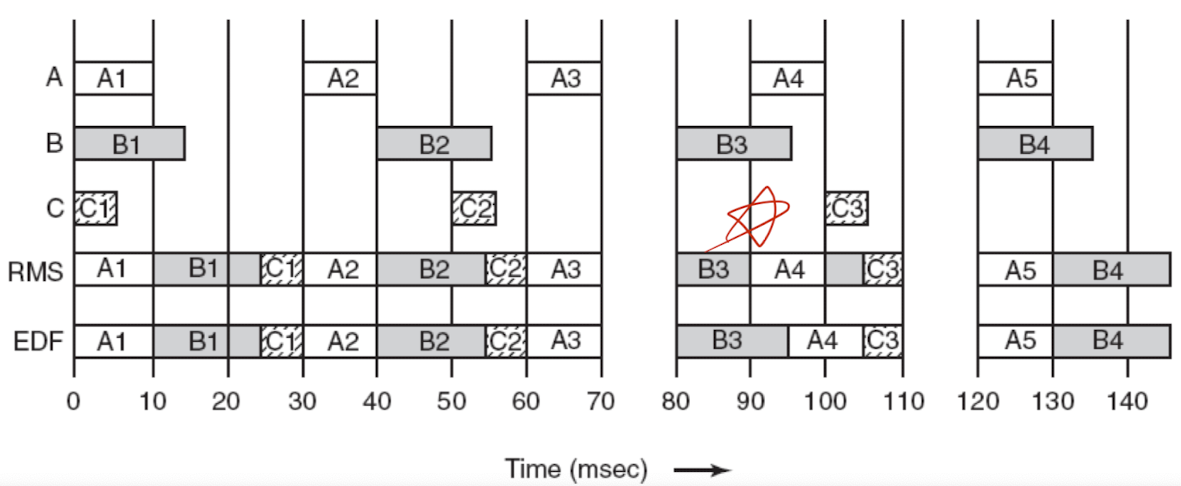 A A1 A2 A3 A4 A5
B B1 B2 B3 B4
C C1 C2 C3
RMS A1 B1 C1 A2 B2 C2 A3 B3 A4 C3 A5 B4
EDF A1 B1 C1 A2 B2 C2 A3 B3 A4 C3 A5 B4
0 10 20 30 40 50 60 70 80 90 100 110 120 130 140
Time (msec)